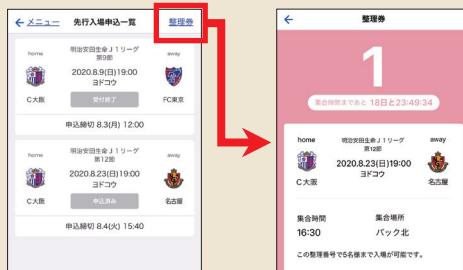 ← メニュー 先行入場申込一覧 整理券
home 明治安田生命J1リーグ away
第9節
2020.8.9(日)19:00
ヨドコウ
C大阪 受付終了 FC東京
申込締切 8.3(月) 12:00
home 明治安田生命J1リーグ away
第12節
2020.8.23(日)19:00
ヨドコウ
C大阪 申込済み 名古屋
申込締切 8.4(火) 15:40
← 整理券
1
集合時間まであと 18日と23:49:34
home 明治安田生命J1リーグ away
第12節
2020.8.23(日)19:00
ヨドコウ
C大阪 名古屋
集合時間 集合場所
16:30 バック北
この整理番号で5名様まで入場が可能です。